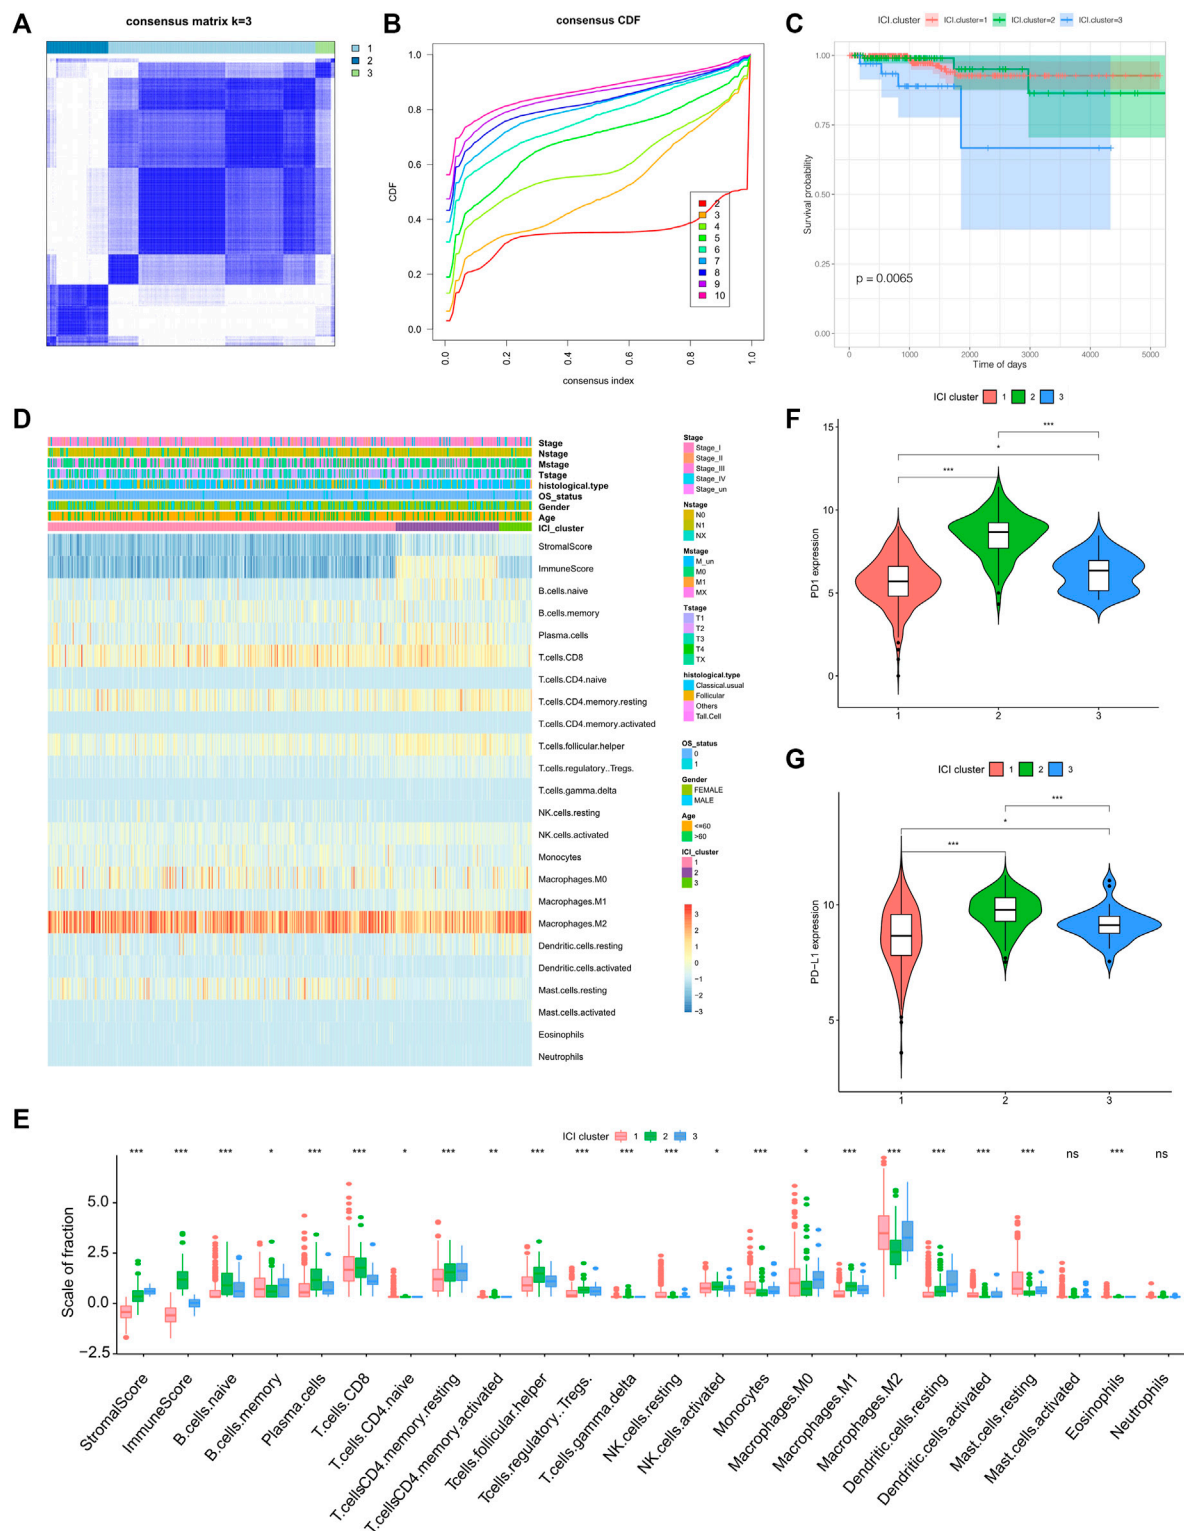 A
consensus matrix k=3
1
2
3
B
consensus CDF
CDF
1.0
0.8
0.6
0.4
0.2
0.0
2
3
4
5
6
7
8
9
10
0.0
0.2
0.4
0.6
0.8
1.0
consensus index
C
ICI.cluster
ICI.cluster=1
ICI.cluster=2
ICI.cluster=3
Survival probability
1.00
0.75
0.50
0.25
0.00
p = 0.0065
0
1000
2000
3000
4000
5000
Time of days
D
Stage
Nstage
Mstage
Tstage
histological.type
OS_status
Gender
Age
ICI_cluster
StromalScore
ImmuneScore
B.cells.naive
B.cells.memory
Plasma.cells
T.cells.CD8
T.cells.CD4.naive
T.cells.CD4.memory.resting
T.cells.CD4.memory.activated
T.cells.follicular.helper
T.cells.regulatory..Tregs.
T.cells.gamma.delta
NK.cells.resting
NK.cells.activated
Monocytes
Macrophages.M0
Macrophages.M1
Macrophages.M2
Dendritic.cells.resting
Dendritic.cells.activated
Mast.cells.resting
Mast.cells.activated
Eosinophils
Neutrophils
Stage
Stage_I
Stage_II
Stage_III
Stage_IV
Stage_un
Nstage
N0
N1
NX
Mstage
M_un
M0
M1
MX
Tstage
T1
T2
T3
T4
TX
histological.type
Classical.usual
Follicular
Others
Tall.Cell
OS_status
0
1
Gender
FEMALE
MALE
Age
<=60
>60
ICI_cluster
1
2
3
3
2
1
0
−1
−2
−3
F
ICI cluster 1 2 3
PD1 expression
15
10
5
0
***
*
***
1
2
3
G
ICI cluster 1 2 3
PD−L1 expression
10
5
***
*
***
1
2
3
E
ICI cluster 1 2 3
*** *** *** * *** *** * *** ** *** *** *** *** * *** * *** *** *** *** *** ns *** ns
Scale of fraction
5.0
2.5
0.0
−2.5
StromalScore
ImmuneScore
B.cells.naive
B.cells.memory
Plasma.cells
T.cells.CD8
T.cells.CD4.naive
T.cellsCD4.memory.resting
T.cellsCD4.memory.activated
Tcells.follicular.helper
Tcells.regulatory..Tregs.
T.cells.gamma.delta
NK.cells.resting
NK.cells.activated
Monocytes
Macrophages.M0
Macrophages.M1
Macrophages.M2
Dendritic.cells.resting
Dendritic.cells.activated
Mast.cells.resting
Mast.cells.activated
Eosinophils
Neutrophils